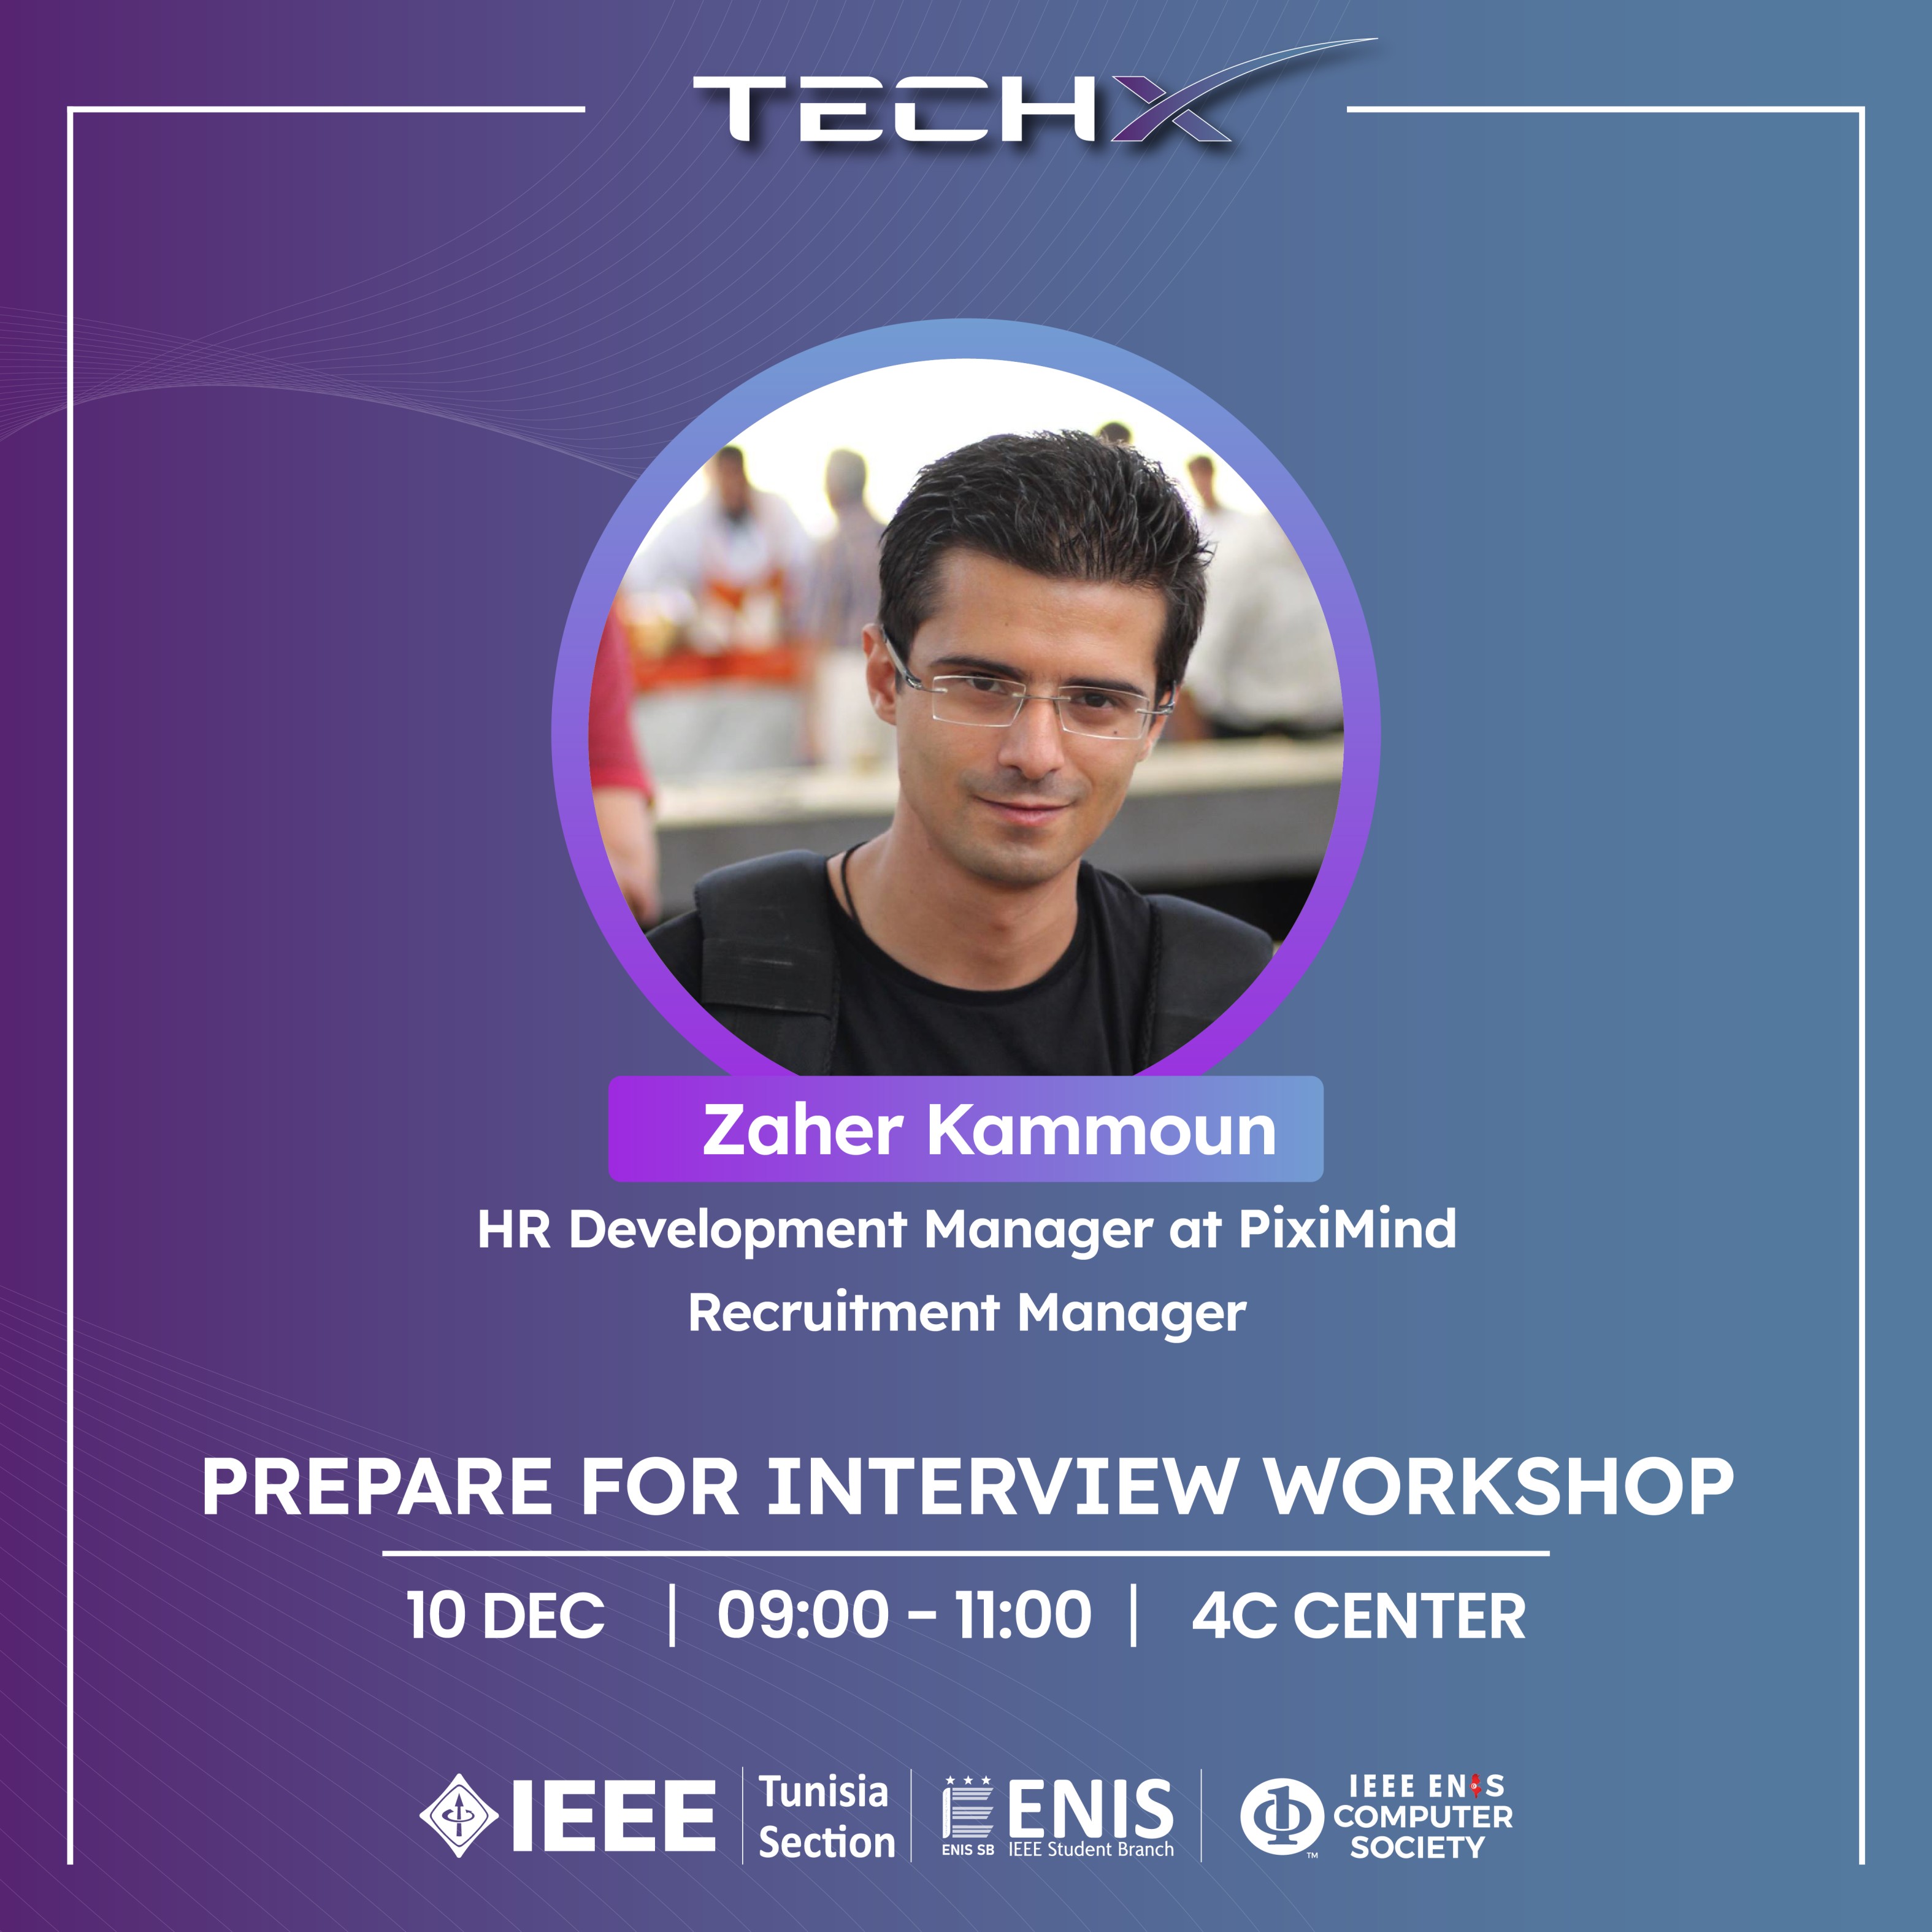 TECHX
Zaher Kammoun
HR Development Manager at PixiMind
Recruitment Manager
PREPARE FOR INTERVIEW WORKSHOP
10 DEC | 09:00 - 11:00 | 4C CENTER
IEEE
Tunisia
Section
ENIS SB
ENIS
IEEE Student Branch
TM
IEEE ENIS
COMPUTER
SOCIETY